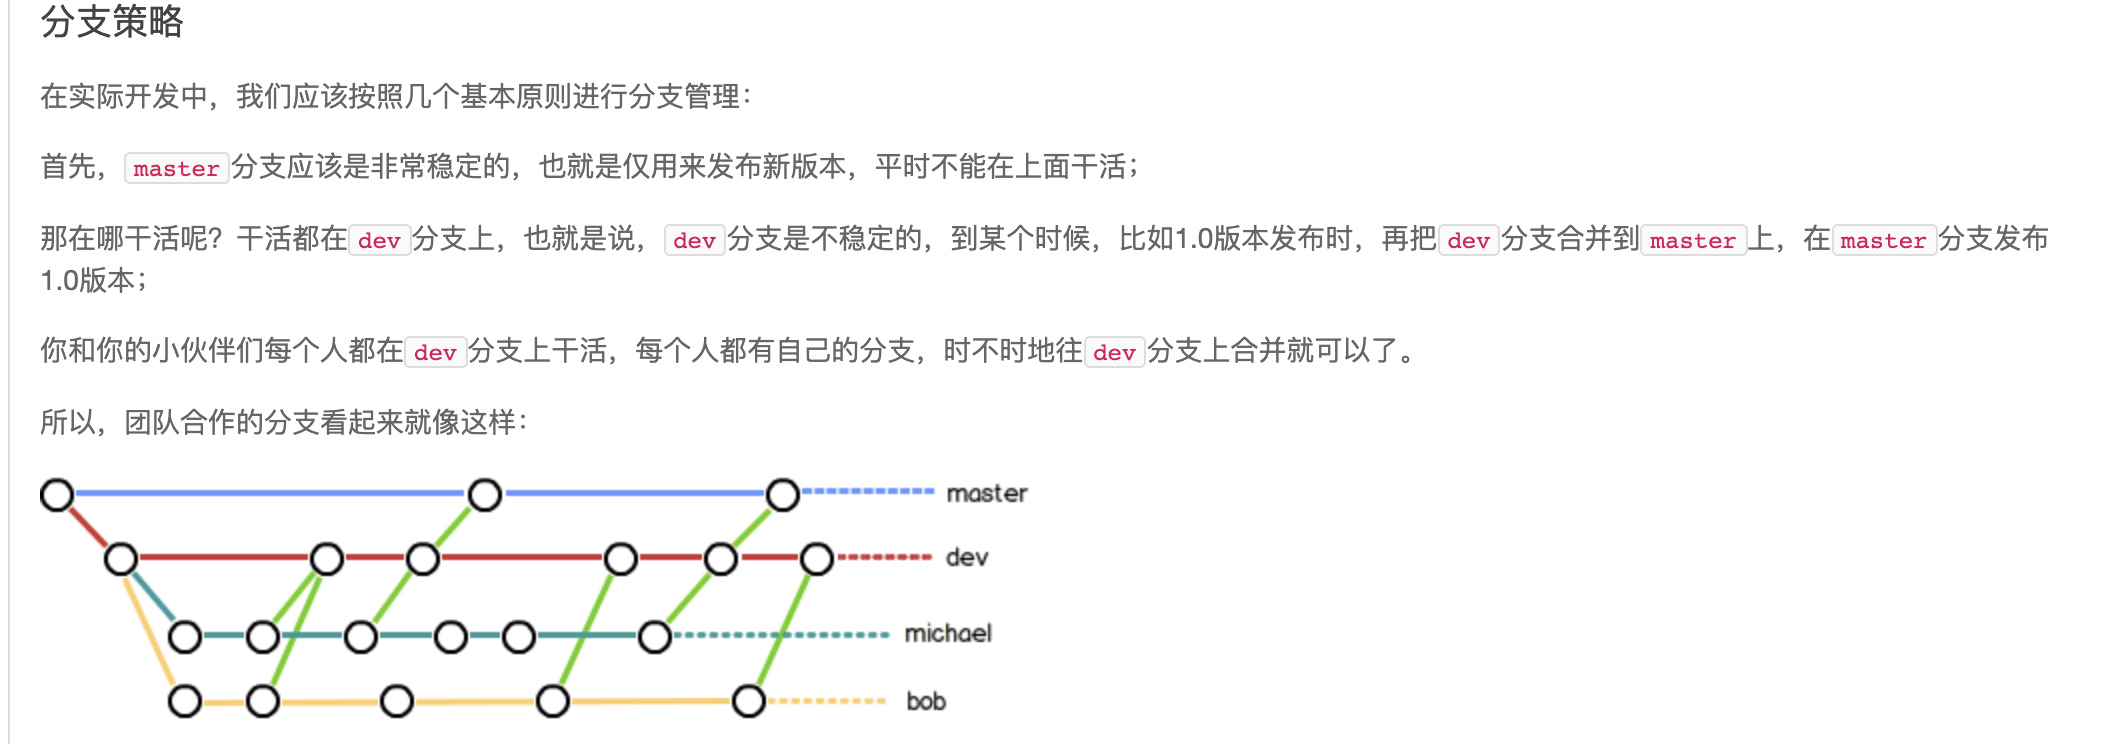 分支策略
在实际开发中，我们应该按照几个基本原则进行分支管理：
首先，master分支应该是非常稳定的，也就是仅用来发布新版本，平时不能在上面干活；
那在哪干活呢？干活都在dev分支上，也就是说，dev分支是不稳定的，到某个时候，比如1.0版本发布时，再把dev分支合并到master上，在master分支发布
1.0版本；
你和你的小伙伴们每个人都在dev分支上干活，每个人都有自己的分支，时不时地往dev分支上合并就可以了。
所以，团队合作的分支看起来就像这样：
master
dev
michael
bob